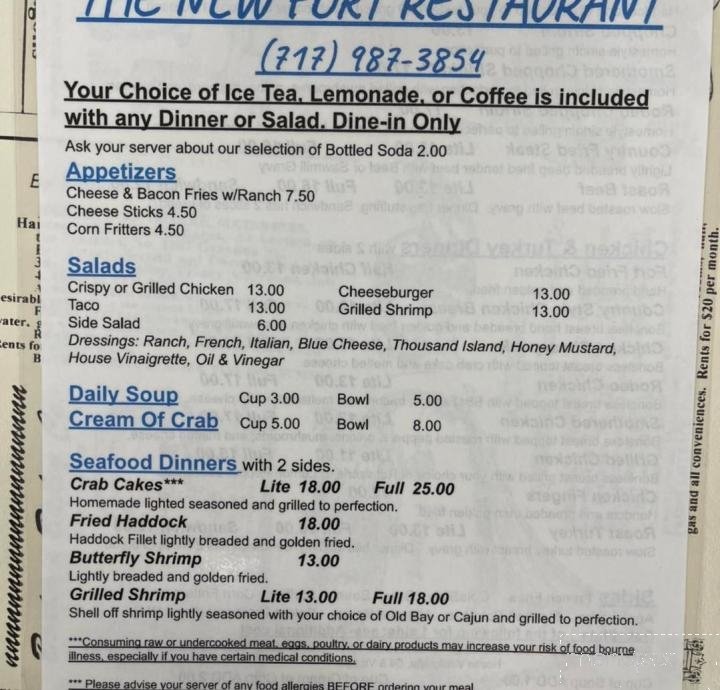 THE NEW FORT RESTAURANT
(717) 987-3854
Your Choice of Ice Tea, Lemonade, or Coffee is included
with any Dinner or Salad. Dine-in Only
Ask your server about our selection of Bottled Soda 2.00
Appetizers
Cheese & Bacon Fries w/Ranch 7.50
Cheese Sticks 4.50
Corn Fritters 4.50
Salads
Crispy or Grilled Chicken 13.00 Cheeseburger 13.00
Taco 13.00 Grilled Shrimp 13.00
Side Salad 6.00
Dressings: Ranch, French, Italian, Blue Cheese, Thousand Island, Honey Mustard,
House Vinaigrette, Oil & Vinegar
Daily Soup Cup 3.00 Bowl 5.00
Cream Of Crab Cup 5.00 Bowl 8.00
Seafood Dinners with 2 sides.
Crab Cakes*** Lite 18.00 Full 25.00
Homemade lighted seasoned and grilled to perfection.
Fried Haddock 18.00
Haddock Fillet lightly breaded and golden fried.
Butterfly Shrimp 13.00
Lightly breaded and golden fried.
Grilled Shrimp Lite 13.00 Full 18.00
Shell off shrimp lightly seasoned with your choice of Old Bay or Cajun and grilled to perfection.
***Consuming raw or undercooked meat, eggs, poultry, or dairy products may increase your risk of food bourne
illness, especially if you have certain medical conditions.
*** Please advise your server of any food allergies BEFORE ordering your meal
gas and all conveniences. Rents for $20 per month.